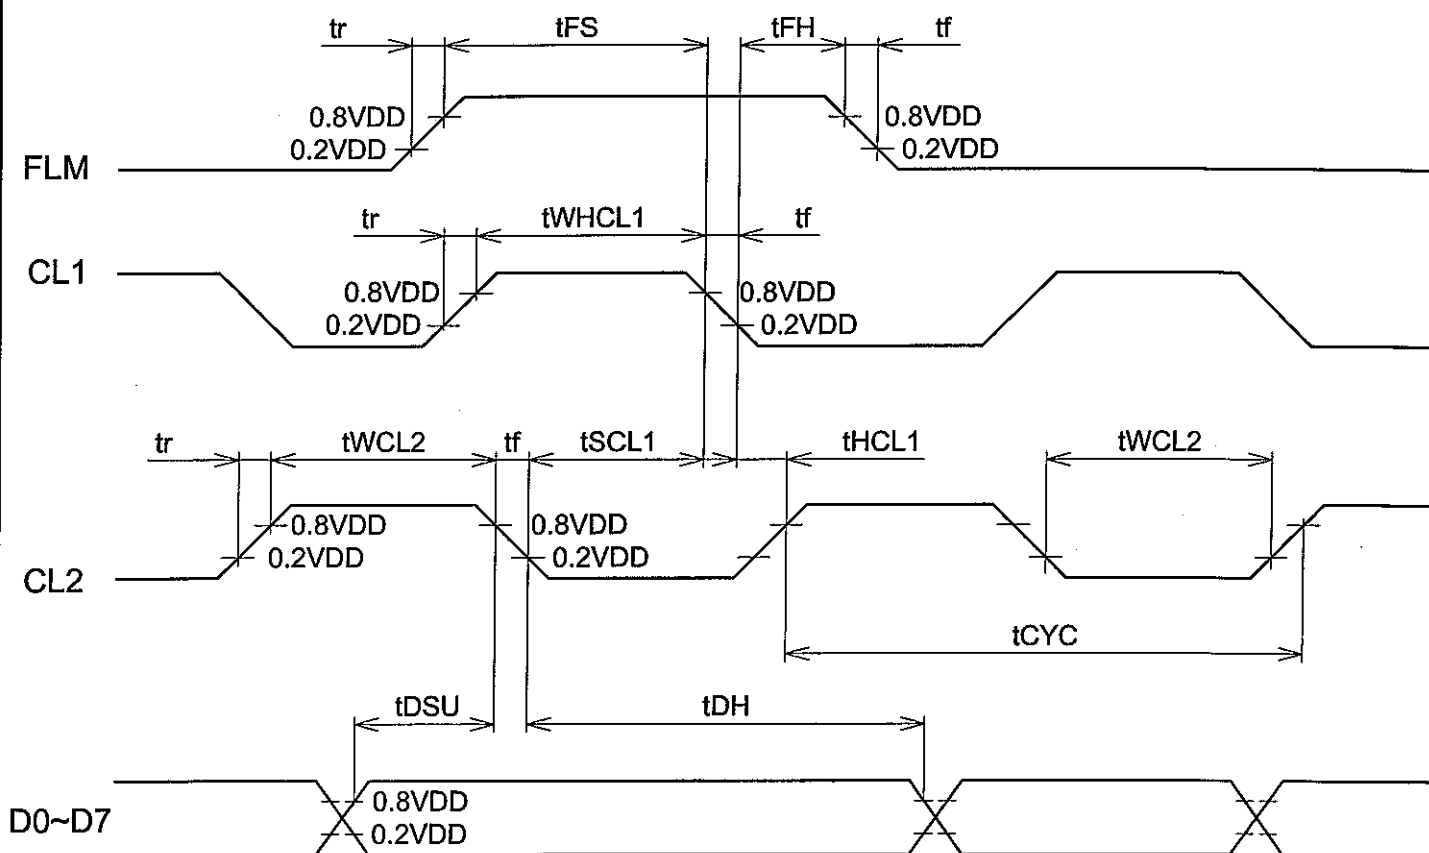 tr tFS tFH tf
0.8VDD 0.8VDD
0.2VDD 0.2VDD
FLM
tr tWHCL1 tf
CL1
0.8VDD 0.8VDD
0.2VDD 0.2VDD
tr tWCL2 tf tSCL1 tHCL1 tWCL2
0.8VDD 0.8VDD
0.2VDD 0.2VDD
CL2
tCYC
tDSU tDH
0.8VDD
D0~D7
0.2VDD